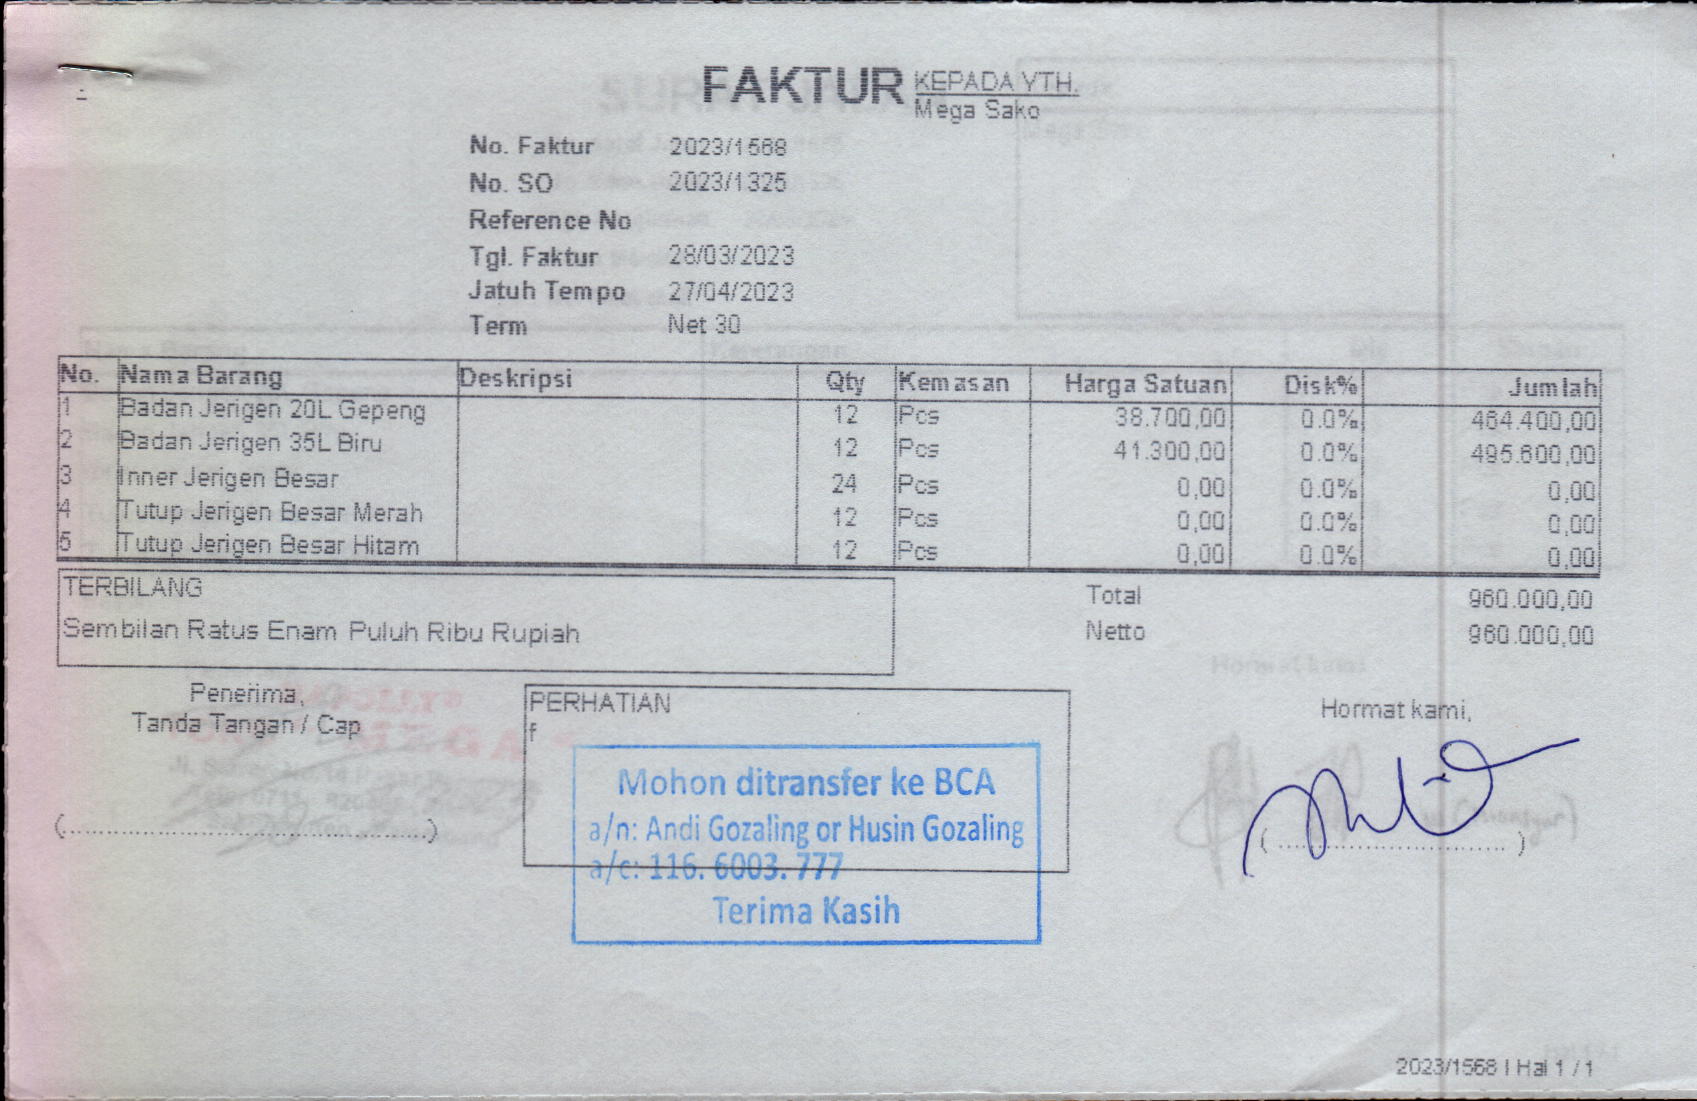 FAKTUR
KEPADA YTH.
Mega Sako
No. Faktur 2023/1568
No. SO 2023/1325
Reference No
Tgl. Faktur 28/03/2023
Jatuh Tempo 27/04/2023
Term Net 30
No. Nama Barang Deskripsi Qty Kemasan Harga Satuan Disk% Jumlah
1 Badan Jerigen 20L Gepeng 12 Pcs 38.700,00 0.0% 464.400,00
2 Badan Jerigen 35L Biru 12 Pcs 41.300,00 0.0% 495.600,00
3 Inner Jerigen Besar 24 Pcs 0,00 0.0% 0,00
4 Tutup Jerigen Besar Merah 12 Pcs 0,00 0.0% 0,00
5 Tutup Jerigen Besar Hitam 12 Pcs 0,00 0.0% 0,00
TERBILANG
Sembilan Ratus Enam Puluh Ribu Rupiah
Total 960.000,00
Netto 960.000,00
Penerima,
Tanda Tangan / Cap
(................................................)
PERHATIAN
f
Mohon ditransfer ke BCA
a/n: Andi Gozaling or Husin Gozaling
a/c: 116. 6003. 777
Terima Kasih
Hormat kami,
( ................................ )
2023/1568 | Hal 1 / 1